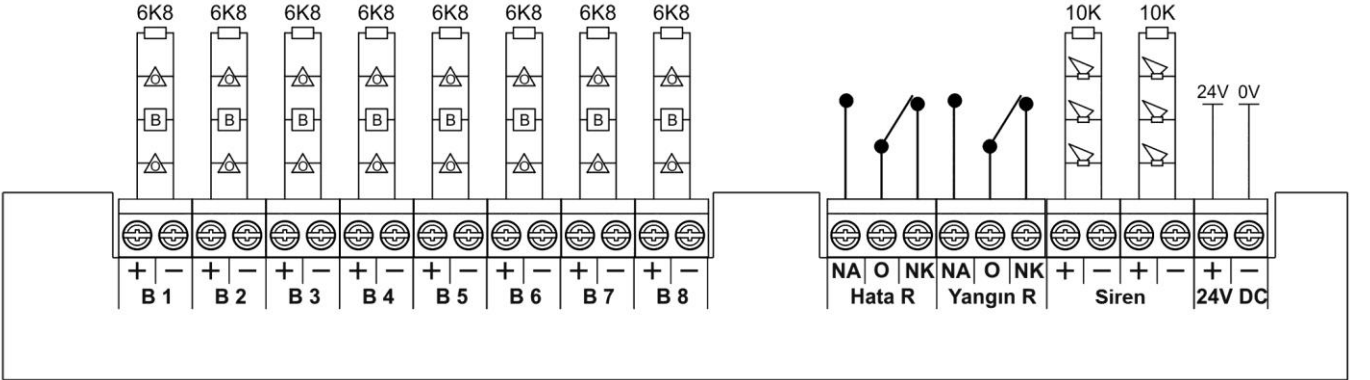 6K8 6K8 6K8 6K8 6K8 6K8 6K8 6K8 10K 10K
24V 0V
B B B B B B B B
+ − + − + − + − + − + − + − + − NA O NK NA O NK + − + − + −
B 1 B 2 B 3 B 4 B 5 B 6 B 7 B 8 Hata R Yangın R Siren 24V DC